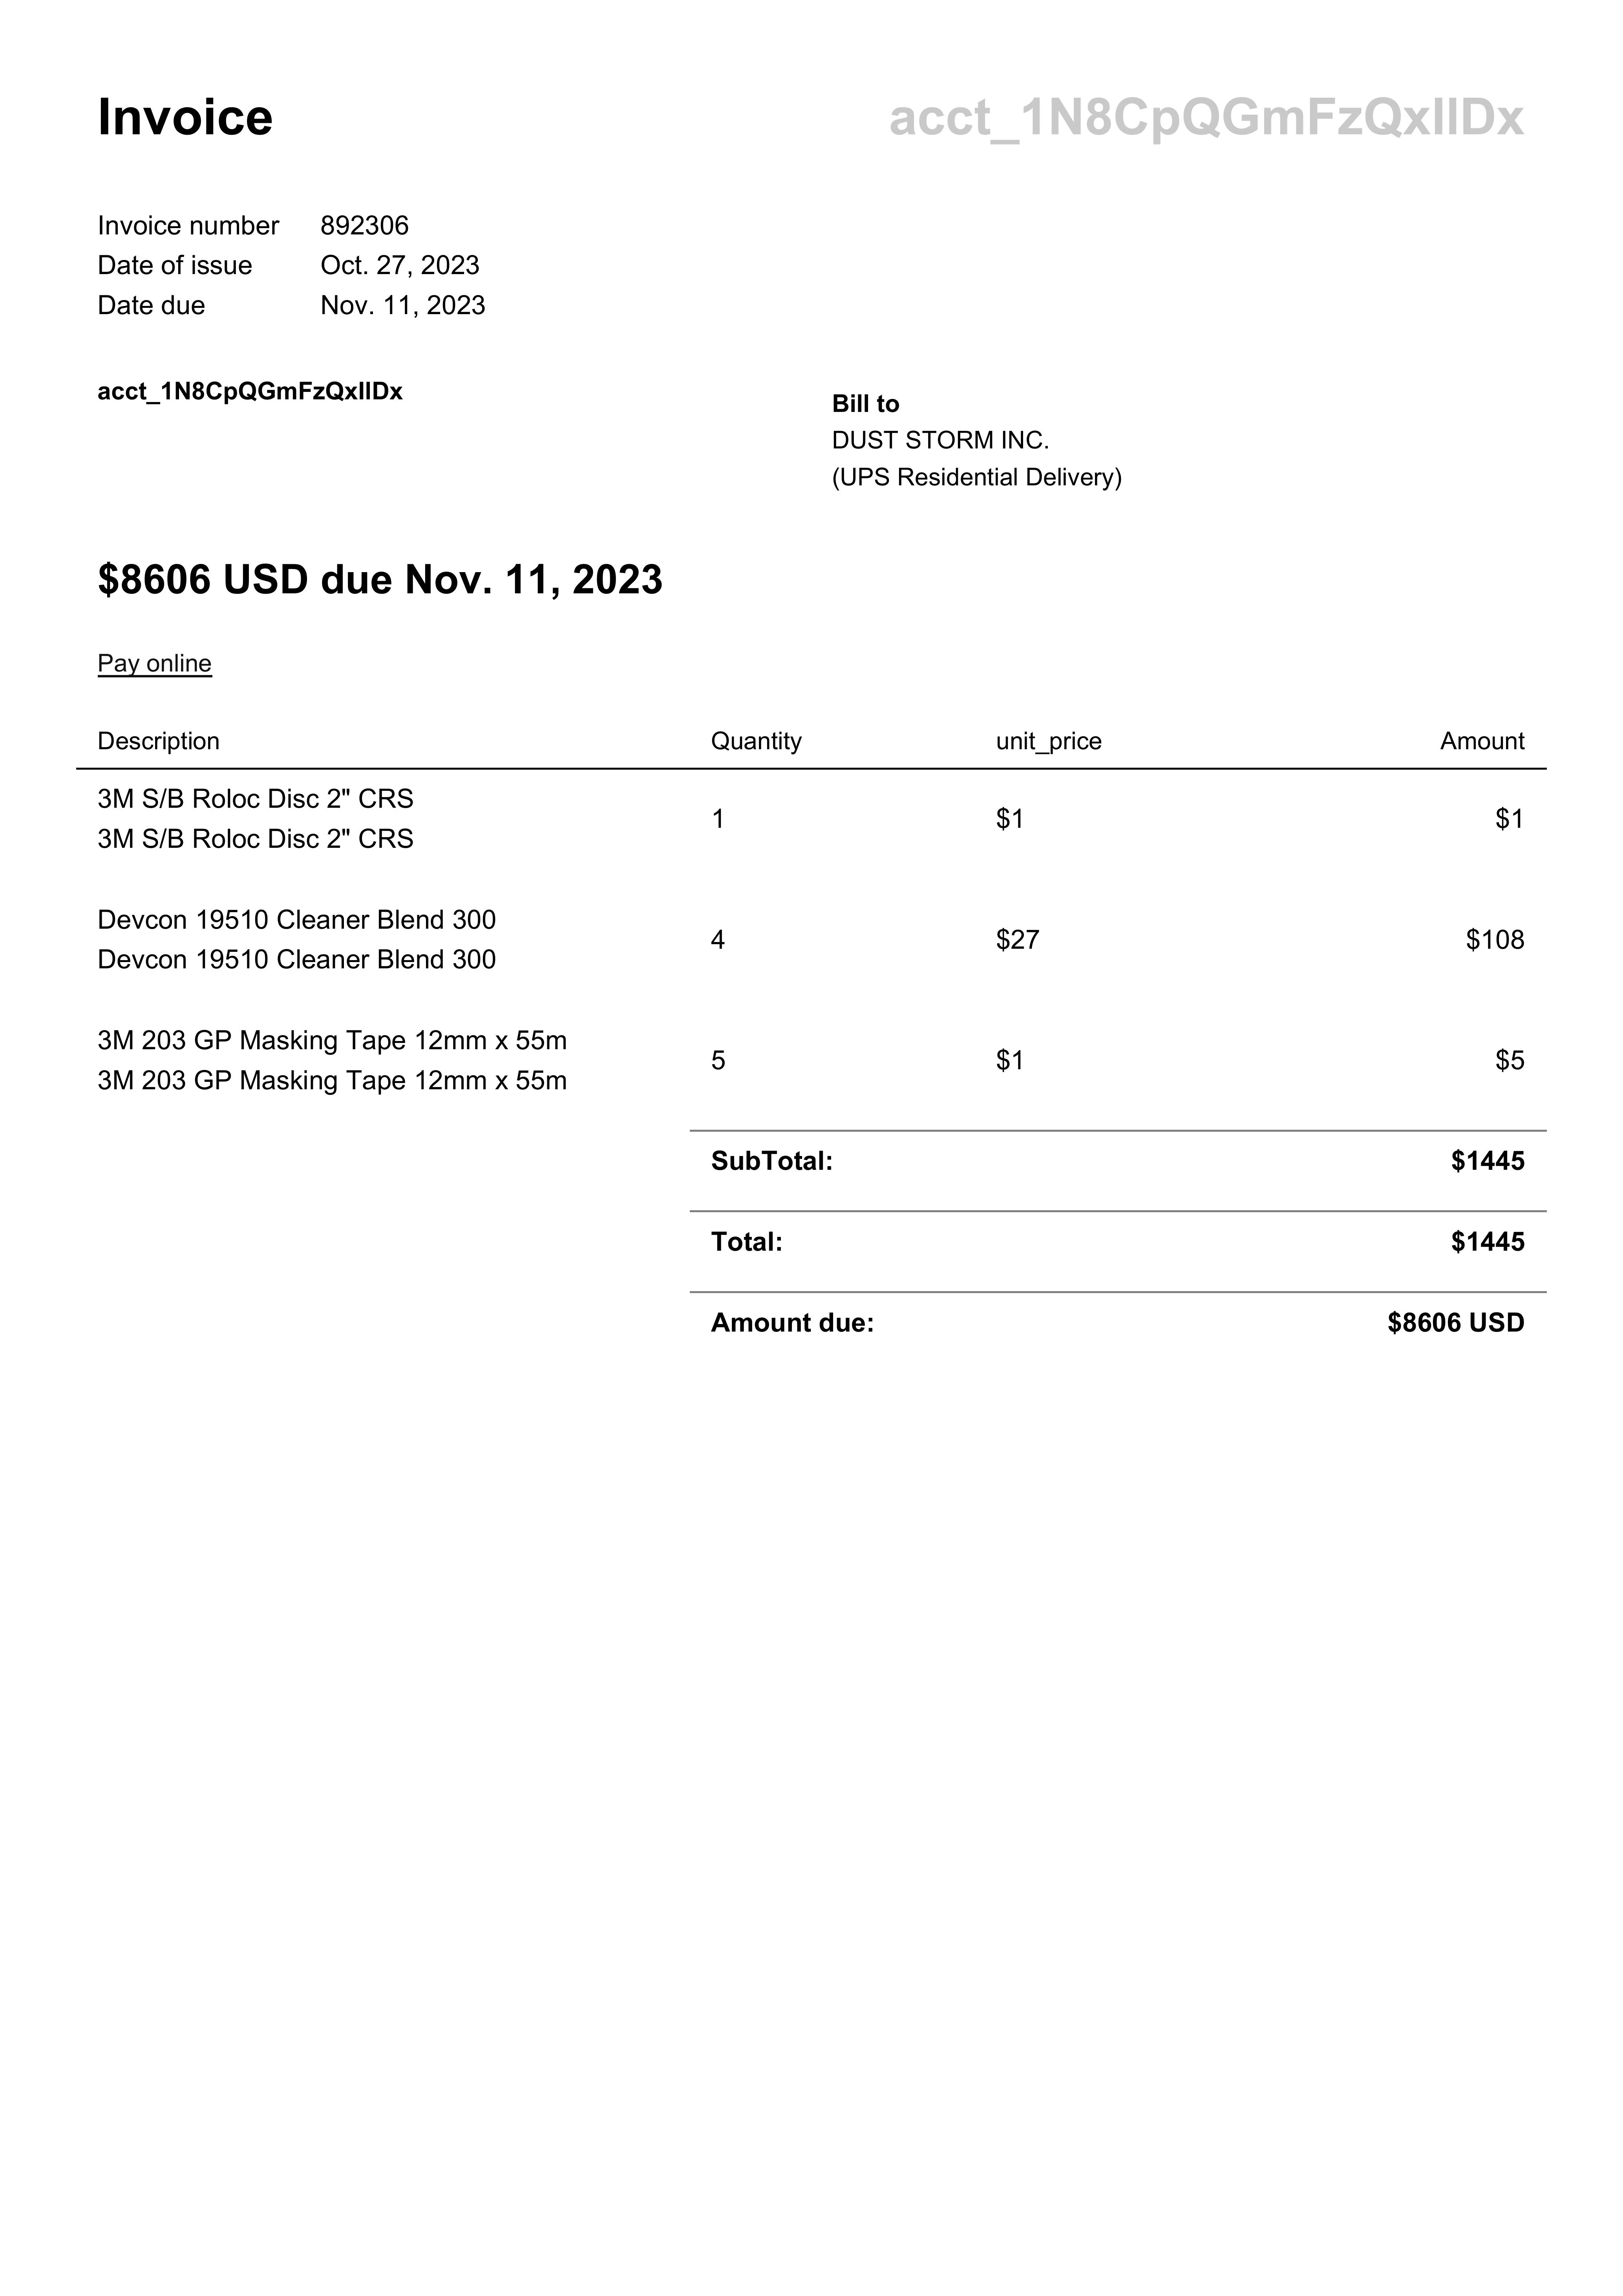 Invoice
acct_1N8CpQGmFzQxIIDx
Invoice number 892306
Date of issue Oct. 27, 2023
Date due Nov. 11, 2023
acct_1N8CpQGmFzQxIIDx
Bill to
DUST STORM INC.
(UPS Residential Delivery)
$8606 USD due Nov. 11, 2023
Pay online
Description Quantity unit_price Amount
3M S/B Roloc Disc 2" CRS
3M S/B Roloc Disc 2" CRS
1 $1 $1
Devcon 19510 Cleaner Blend 300
Devcon 19510 Cleaner Blend 300
4 $27 $108
3M 203 GP Masking Tape 12mm x 55m
3M 203 GP Masking Tape 12mm x 55m
5 $1 $5
SubTotal: $1445
Total: $1445
Amount due: $8606 USD